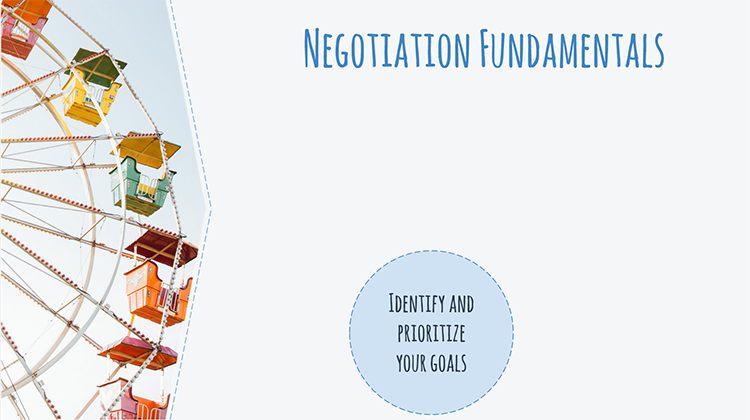 Negotiation Fundamentals
Identify and
prioritize
your goals